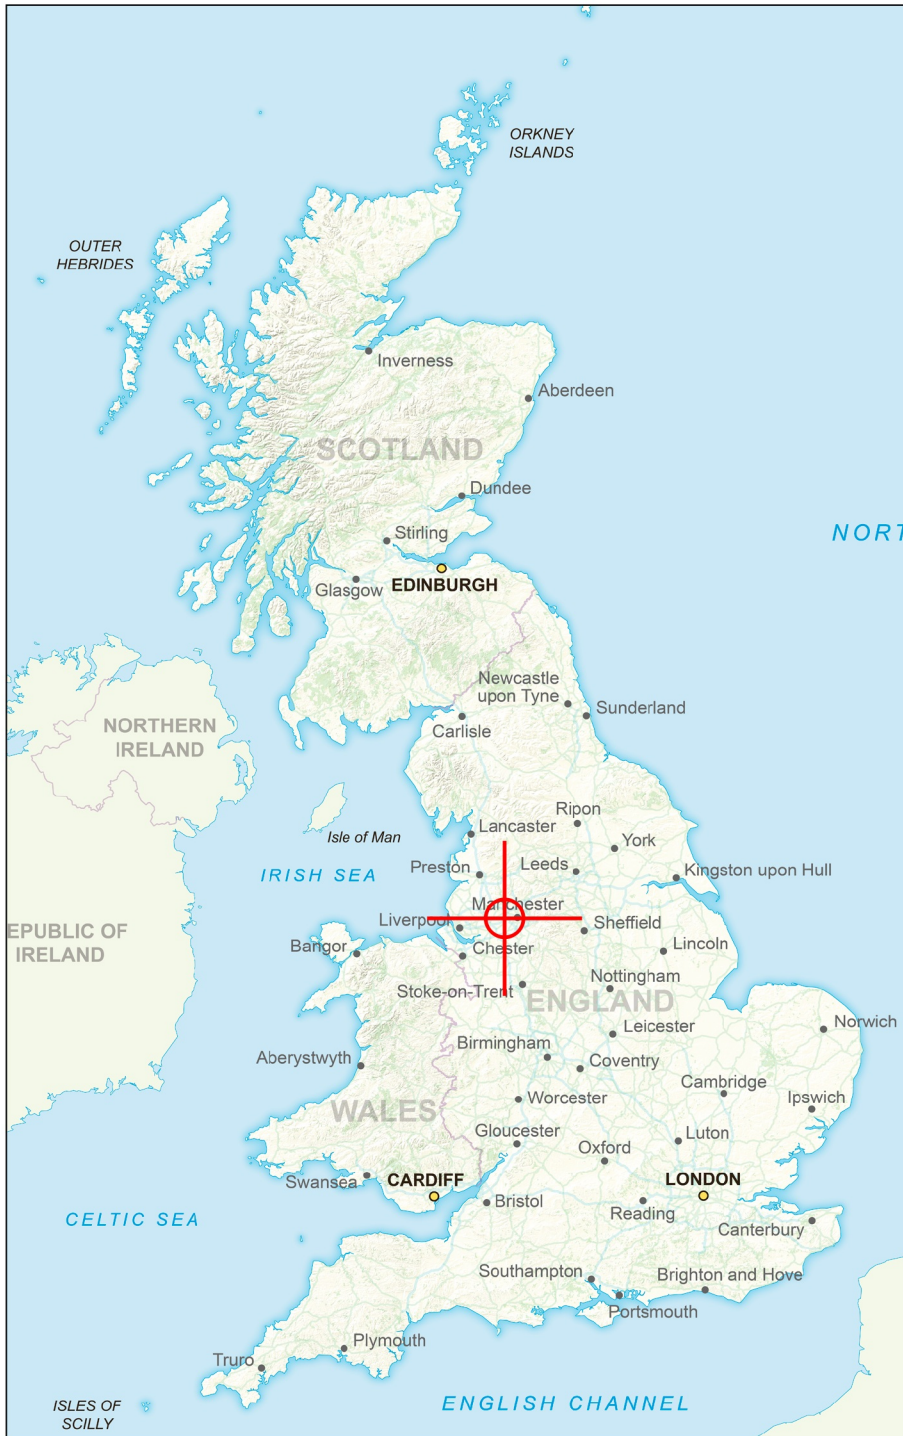 ORKNEY
ISLANDS
OUTER
HEBRIDES
Inverness
Aberdeen
SCOTLAND
Dundee
Stirling
NORT
EDINBURGH
Glasgow
Newcastle
upon Tyne
Sunderland
Carlisle
NORTHERN
IRELAND
Ripon
Lancaster
Isle of Man
York
Preston
Leeds
Kingston upon Hull
IRISH SEA
Manchester
Liverpool
Sheffield
EPUBLIC OF
IRELAND
Bangor
Chester
Lincoln
Nottingham
Stoke-on-Trent
ENGLAND
Norwich
Leicester
Birmingham
Aberystwyth
Coventry
Cambridge
Ipswich
Worcester
WALES
Gloucester
Luton
Oxford
CARDIFF
LONDON
Swansea
Bristol
Reading
CELTIC SEA
Canterbury
Southampton
Brighton and Hove
Portsmouth
Plymouth
Truro
ENGLISH CHANNEL
ISLES OF
SCILLY